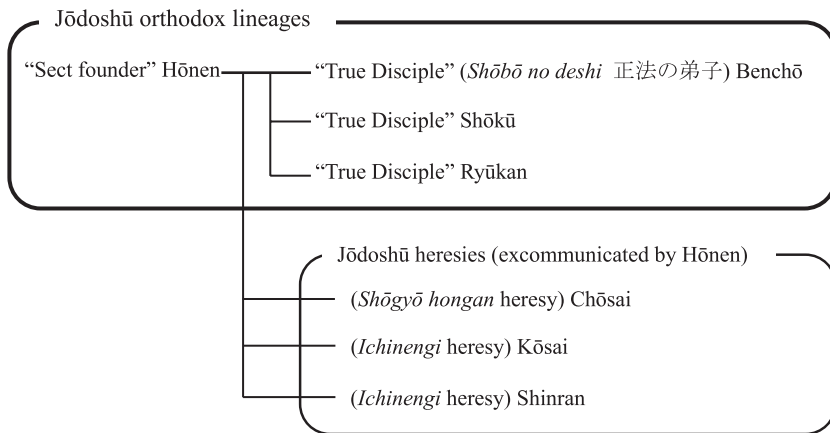 Jōdoshū orthodox lineages
“Sect founder” Hōnen
“True Disciple” (Shōbō no deshi 正法の弟子) Benchō
“True Disciple” Shōkū
“True Disciple” Ryūkan
Jōdoshū heresies (excommunicated by Hōnen)
(Shōgyō hongan heresy) Chōsai
(Ichinengi heresy) Kōsai
(Ichinengi heresy) Shinran